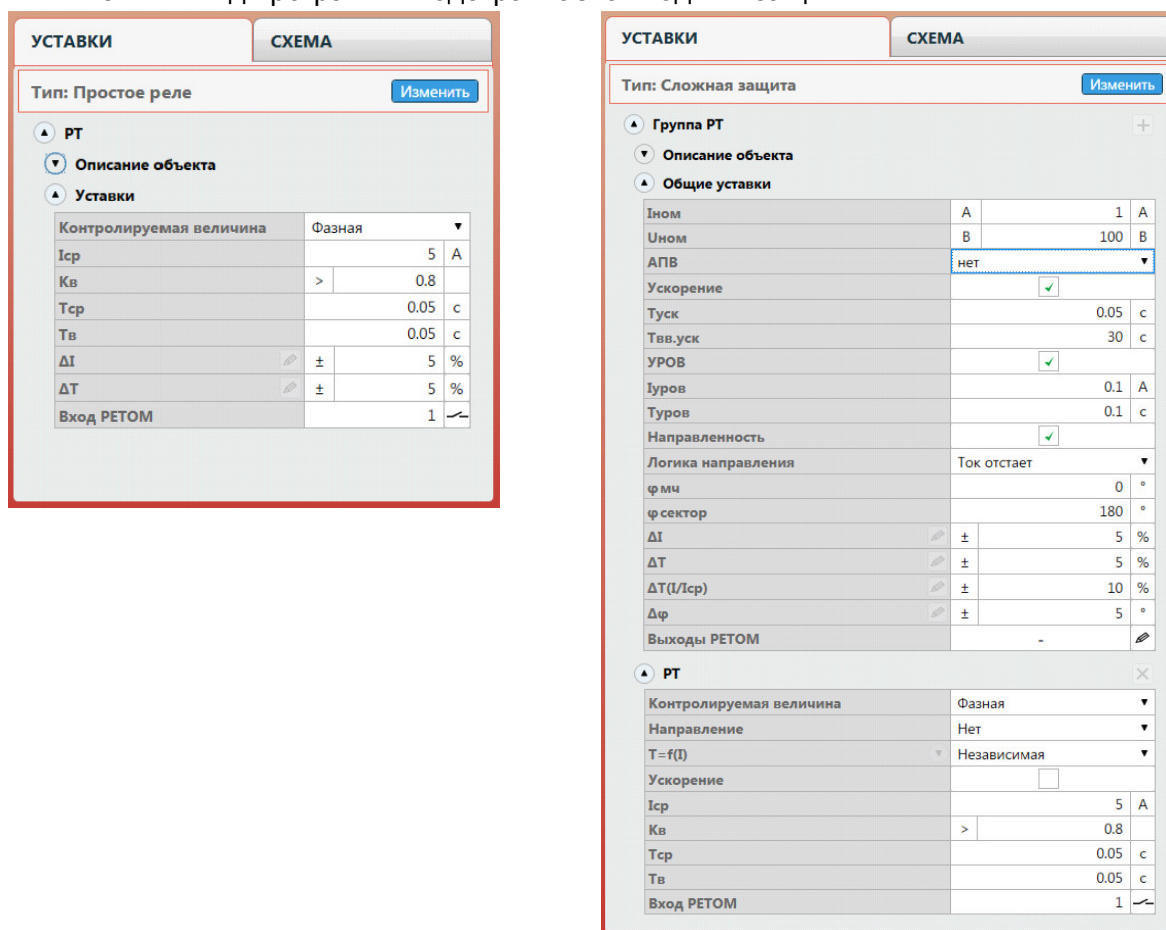 УСТАВКИ СХЕМА
Тип: Простое реле Изменить
РТ
Описание объекта
Уставки
Контролируемая величина Фазная
Iср 5 А
Кв > 0.8
Тср 0.05 с
Тв 0.05 с
ΔI ± 5 %
ΔT ± 5 %
Вход РЕТОМ 1
УСТАВКИ СХЕМА
Тип: Сложная защита Изменить
Группа РТ
Описание объекта
Общие уставки
Iном А 1 А
Uном В 100 В
АПВ нет
Ускорение
Туск 0.05 с
Твв.уск 30 с
УРОВ
Iуров 0.1 А
Туров 0.1 с
Направленность
Логика направления Ток отстает
φмч 0 °
φсектор 180 °
ΔI ± 5 %
ΔT ± 5 %
ΔT(I/Iср) ± 10 %
Δφ ± 5 °
Выходы РЕТОМ -
РТ
Контролируемая величина Фазная
Направление Нет
T=f(I) Независимая
Ускорение
Iср 5 А
Кв > 0.8
Тср 0.05 с
Тв 0.05 с
Вход РЕТОМ 1